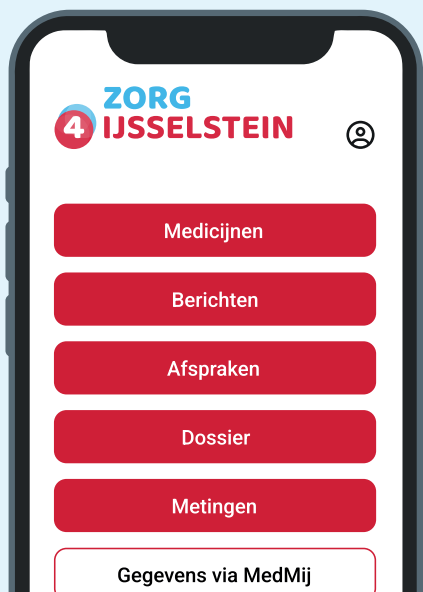 ZORG
4 IJSSELSTEIN
Medicijnen
Berichten
Afspraken
Dossier
Metingen
Gegevens via MedMij